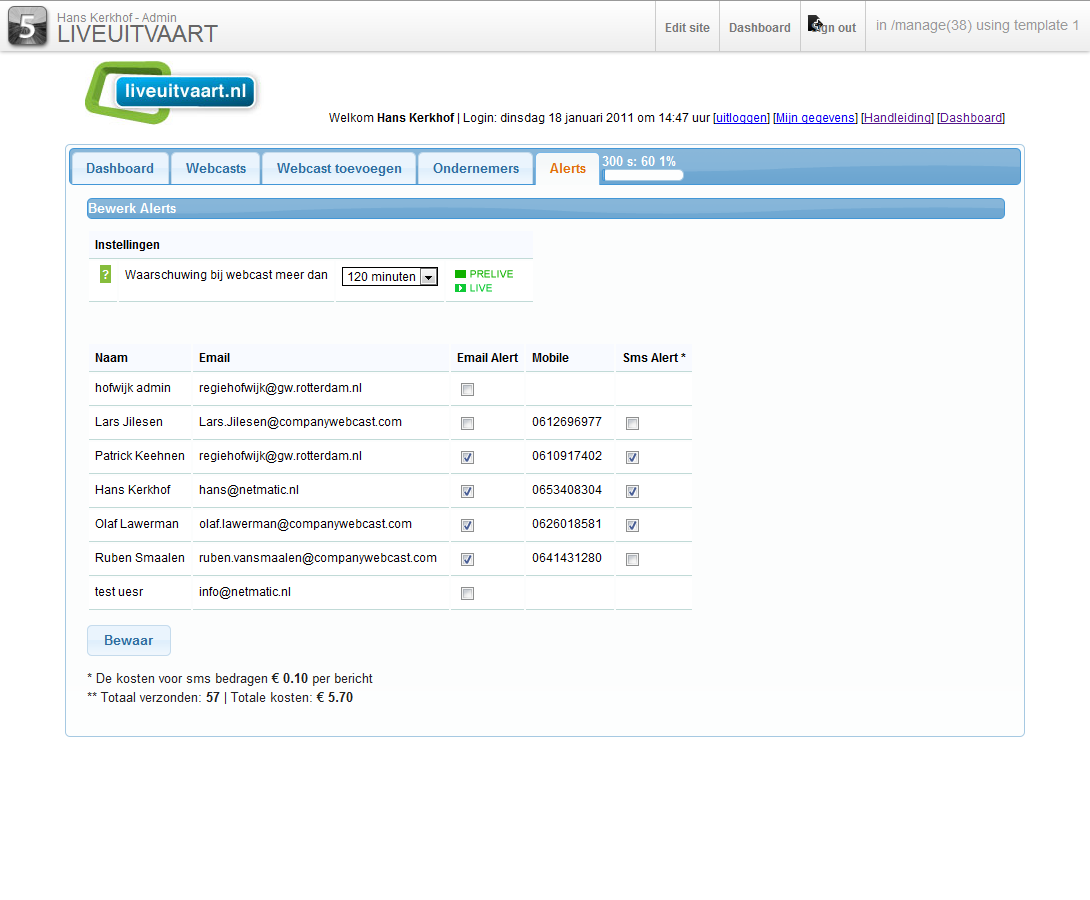 5
Hans Kerkhof - Admin
LIVEUITVAART
Edit site Dashboard Sign out in /manage(38) using template 1
liveuitvaart.nl
Welkom Hans Kerkhof | Login: dinsdag 18 januari 2011 om 14:47 uur [uitloggen] [Mijn gegevens] [Handleiding] [Dashboard]
Dashboard Webcasts Webcast toevoegen Ondernemers Alerts 300 s: 60 1%
Bewerk Alerts
Instellingen
? Waarschuwing bij webcast meer dan 120 minuten PRELIVE
LIVE
Naam Email Email Alert Mobile Sms Alert *
hofwijk admin regiehofwijk@gw.rotterdam.nl
Lars Jilesen Lars.Jilesen@companywebcast.com 0612696977
Patrick Keehnen regiehofwijk@gw.rotterdam.nl 0610917402
Hans Kerkhof hans@netmatic.nl 0653408304
Olaf Lawerman olaf.lawerman@companywebcast.com 0626018581
Ruben Smaalen ruben.vansmaalen@companywebcast.com 0641431280
test uesr info@netmatic.nl
Bewaar
* De kosten voor sms bedragen € 0.10 per bericht
** Totaal verzonden: 57 | Totale kosten: € 5.70